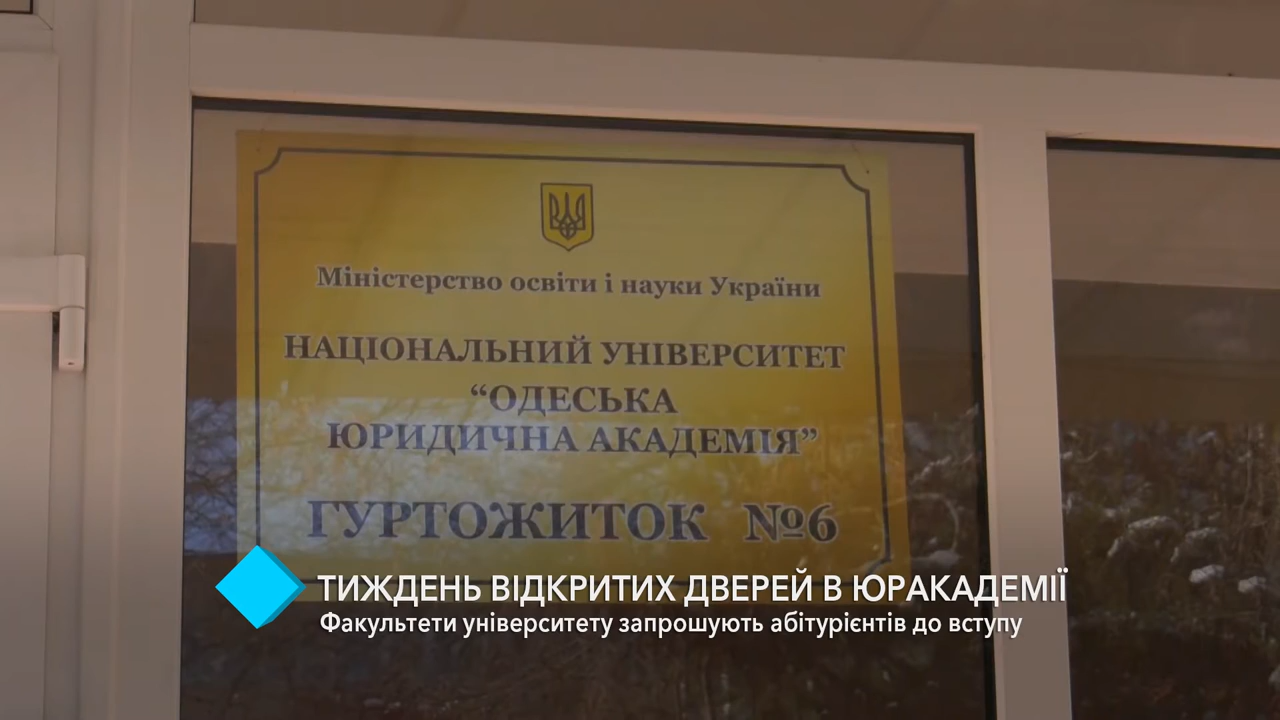 Міністерство освіти і науки України
НАЦІОНАЛЬНИЙ УНІВЕРСИТЕТ
“ОДЕСЬКА
ЮРИДИЧНА АКАДЕМІЯ”
ГУРТОЖИТОК №6
ТИЖДЕНЬ ВІДКРИТИХ ДВЕРЕЙ В ЮРАКАДЕМІЇ
Факультети університету запрошують абітурієнтів до вступу